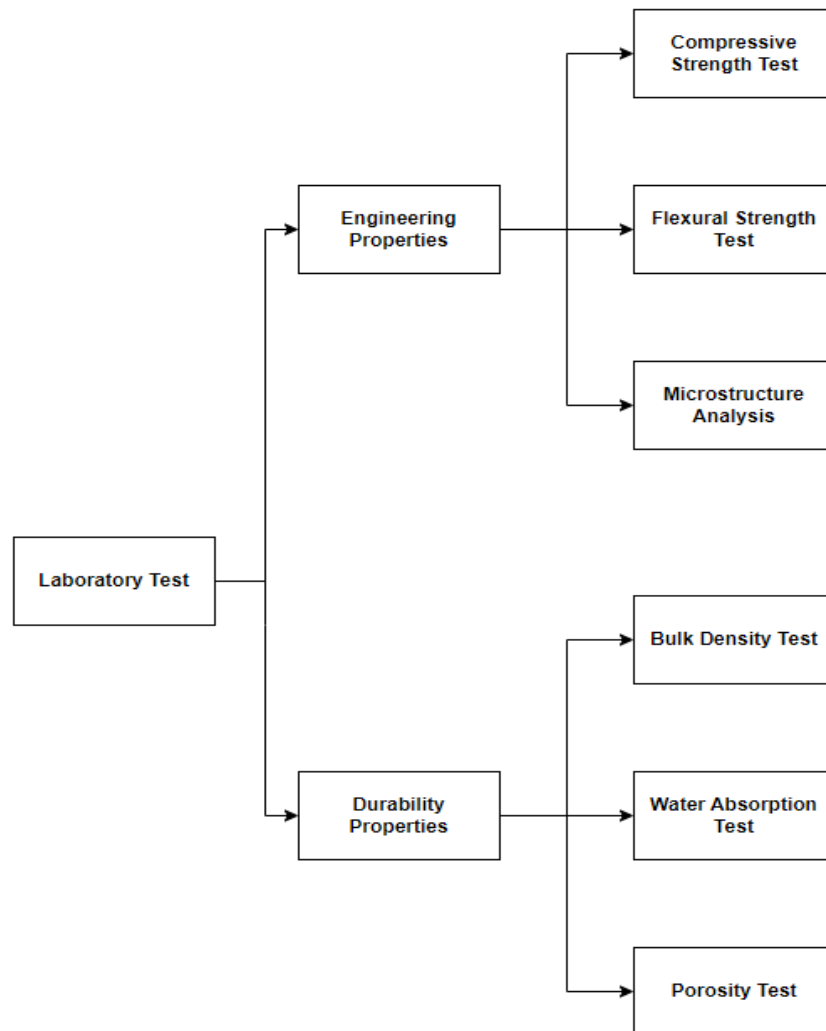 Compressive
Strength Test
Engineering
Properties
Flexural Strength
Test
Microstructure
Analysis
Laboratory Test
Bulk Density Test
Durability
Properties
Water Absorption
Test
Porosity Test